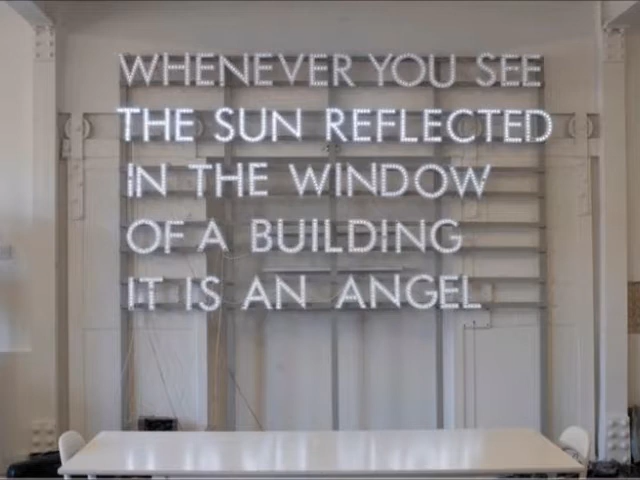 WHENEVER YOU SEE
THE SUN REFLECTED
IN THE WINDOW
OF A BUILDING
IT IS AN ANGEL